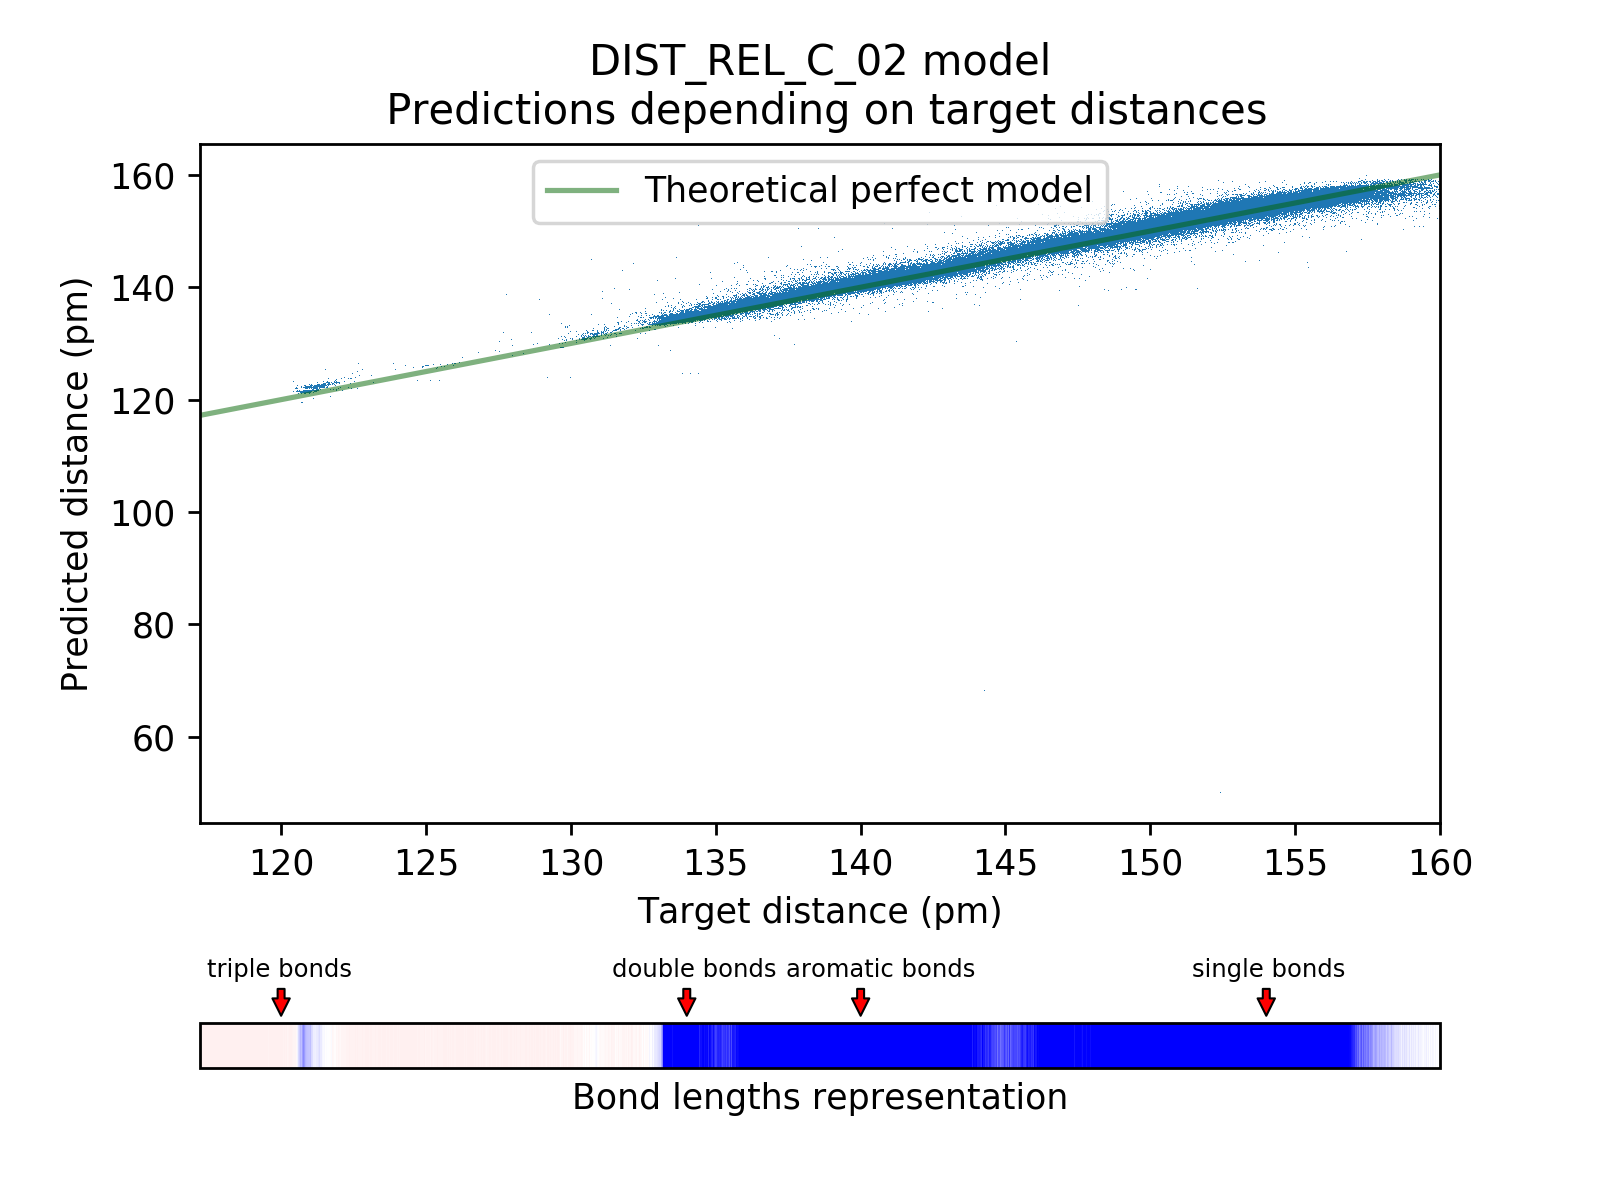 DIST_REL_C_02 model
Predictions depending on target distances
Theoretical perfect model
160
140
120
100
80
60
Predicted distance (pm)
120 125 130 135 140 145 150 155 160
Target distance (pm)
triple bonds double bonds aromatic bonds single bonds
Bond lengths representation